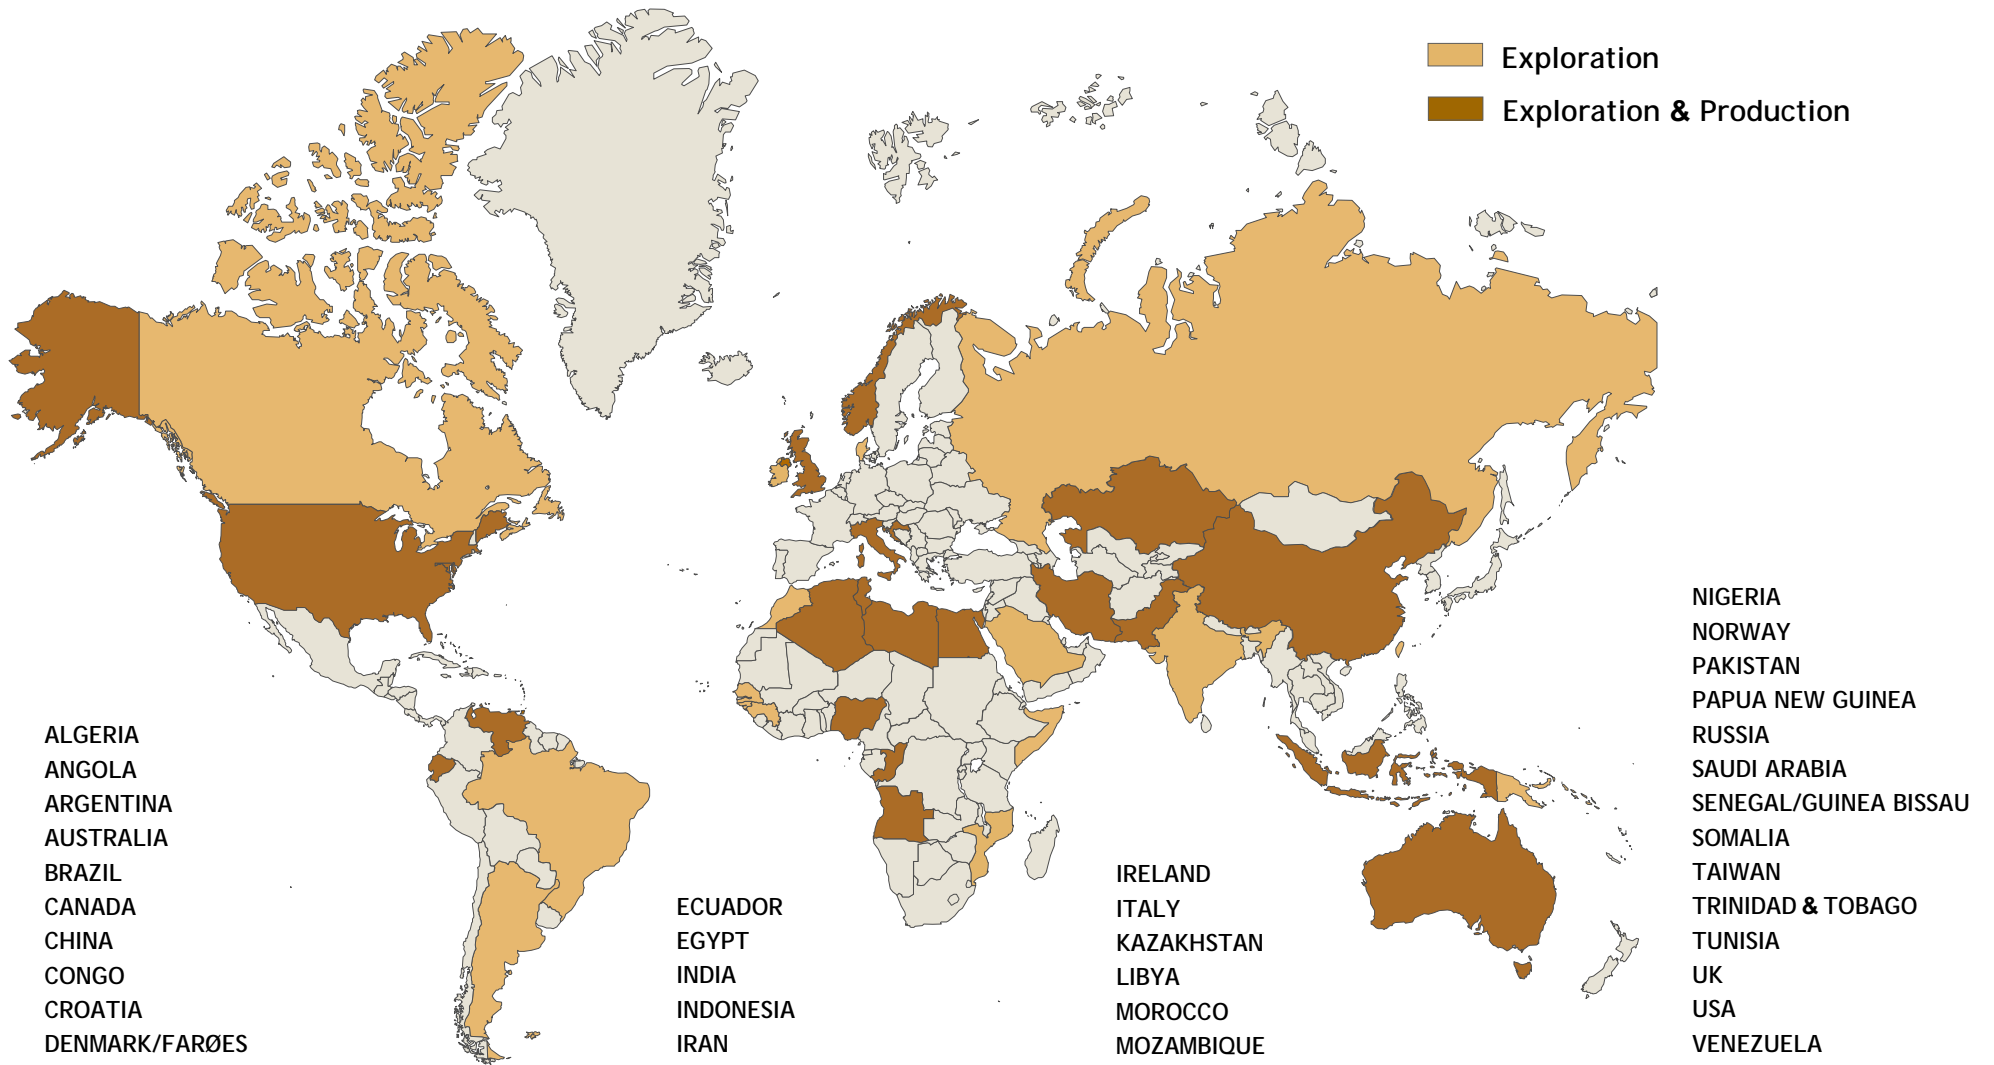 Exploration
Exploration & Production
ALGERIA
ANGOLA
ARGENTINA
AUSTRALIA
BRAZIL
CANADA
CHINA
CONGO
CROATIA
DENMARK/FARØES
ECUADOR
EGYPT
INDIA
INDONESIA
IRAN
IRELAND
ITALY
KAZAKHSTAN
LIBYA
MOROCCO
MOZAMBIQUE
NIGERIA
NORWAY
PAKISTAN
PAPUA NEW GUINEA
RUSSIA
SAUDI ARABIA
SENEGAL/GUINEA BISSAU
SOMALIA
TAIWAN
TRINIDAD & TOBAGO
TUNISIA
UK
USA
VENEZUELA